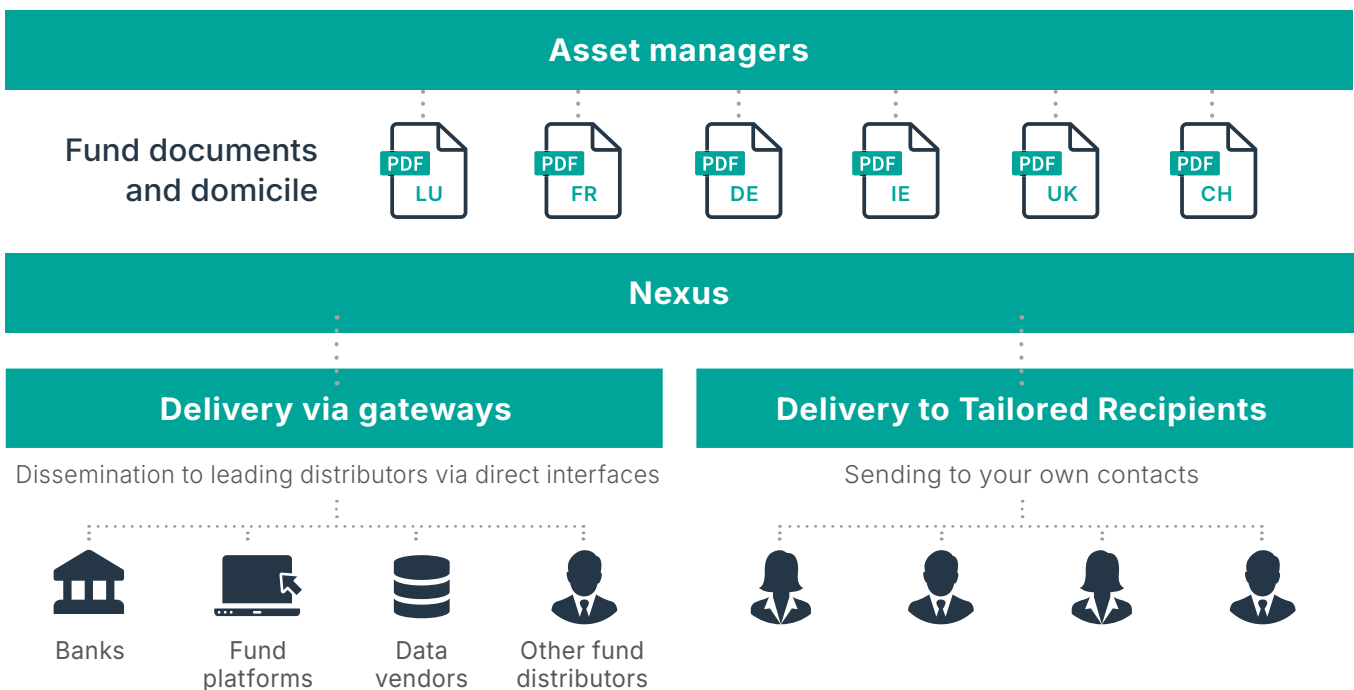 Asset managers
Fund documents
and domicile
PDF
LU
PDF
FR
PDF
DE
PDF
IE
PDF
UK
PDF
CH
Nexus
Delivery via gateways
Dissemination to leading distributors via direct interfaces
Banks
Fund
platforms
Data
vendors
Other fund
distributors
Delivery to Tailored Recipients
Sending to your own contacts